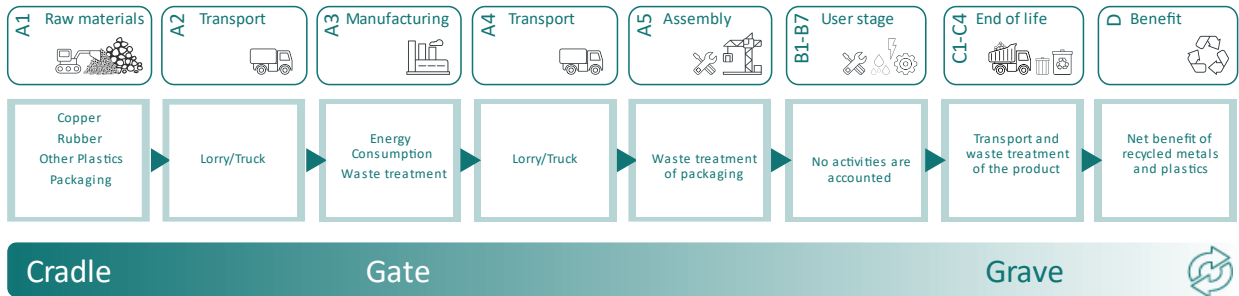 A1 Raw materials
A2 Transport
A3 Manufacturing
A4 Transport
A5 Assembly
B1-B7 User stage
C1-C4 End of life
D Benefit
Copper
Rubber
Other Plastics
Packaging
Lorry/Truck
Energy
Consumption
Waste treatment
Lorry/Truck
Waste treatment
of packaging
No activities are
accounted
Transport and
waste treatment
of the product
Net benefit of
recycled metals
and plastics
Cradle
Gate
Grave